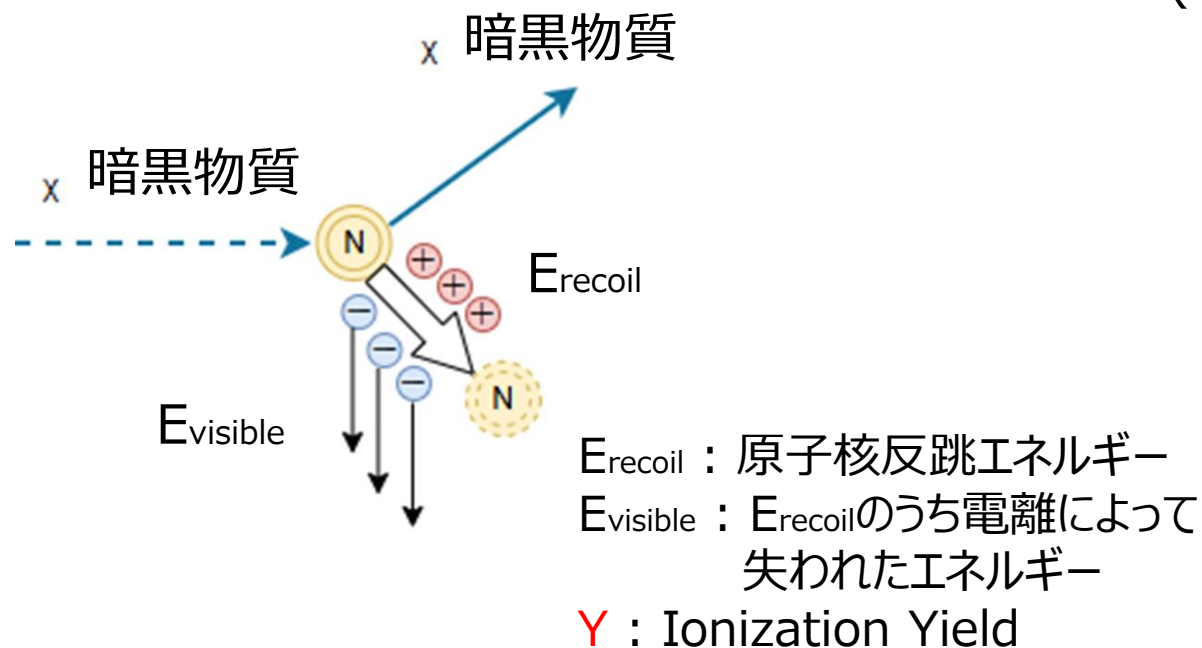 (
χ 暗黒物質
χ 暗黒物質
N
+
+
+
Erecoil
−
−
−
N
Evisible
Erecoil：原子核反跳エネルギー
Evisible：Erecoilのうち電離によって
失われたエネルギー
Y：Ionization Yield